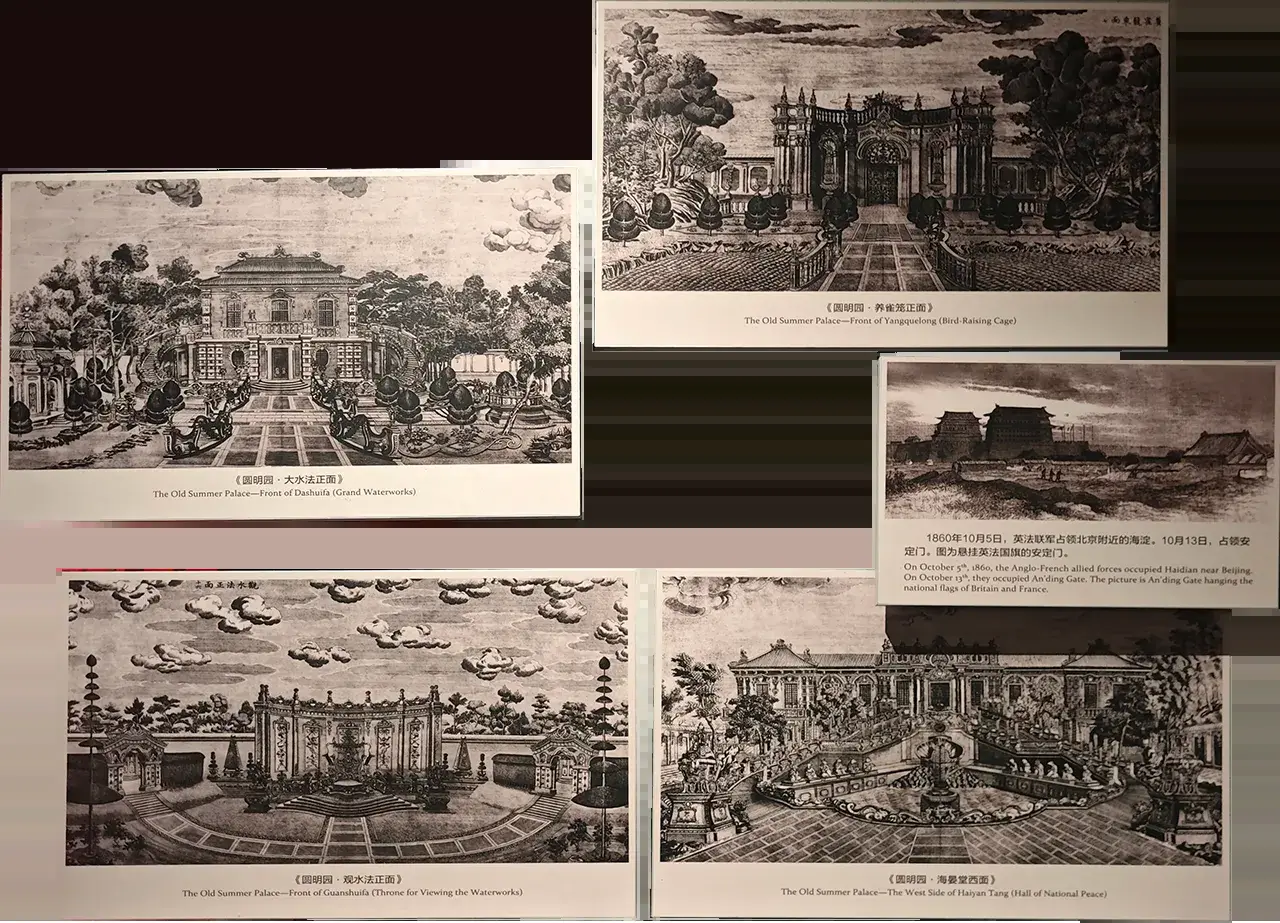 《圆明园·养雀笼正面》
The Old Summer Palace—Front of Yangquelong (Bird-Raising Cage)
《圆明园·大水法正面》
The Old Summer Palace—Front of Dashuifa (Grand Waterworks)
1860年10月5日，英法联军占领北京附近的海淀。10月13日，占领安
定门。图为悬挂英法国旗的安定门。
On October 5th, 1860, the Anglo-French allied forces occupied Haidian near Beijing.
On October 13th, they occupied An'ding Gate. The picture is An'ding Gate hanging the
national flags of Britain and France.
觀水法正面
《圆明园·观水法正面》
The Old Summer Palace—Front of Guanshuifa (Throne for Viewing the Waterworks)
《圆明园·海晏堂西面》
The Old Summer Palace—The West Side of Haiyan Tang (Hall of National Peace)